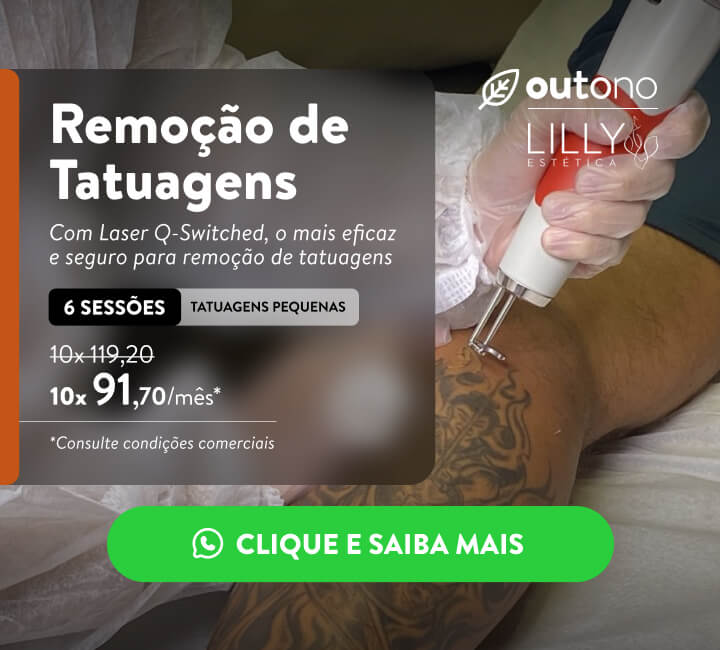 outono
LILLY
ESTÉTICA
Remoção de
Tatuagens
Com Laser Q-Switched, o mais eficaz
e seguro para remoção de tatuagens
6 SESSÕES TATUAGENS PEQUENAS
10x 119,20
10x 91,70/mês*
*Consulte condições comerciais
CLIQUE E SAIBA MAIS